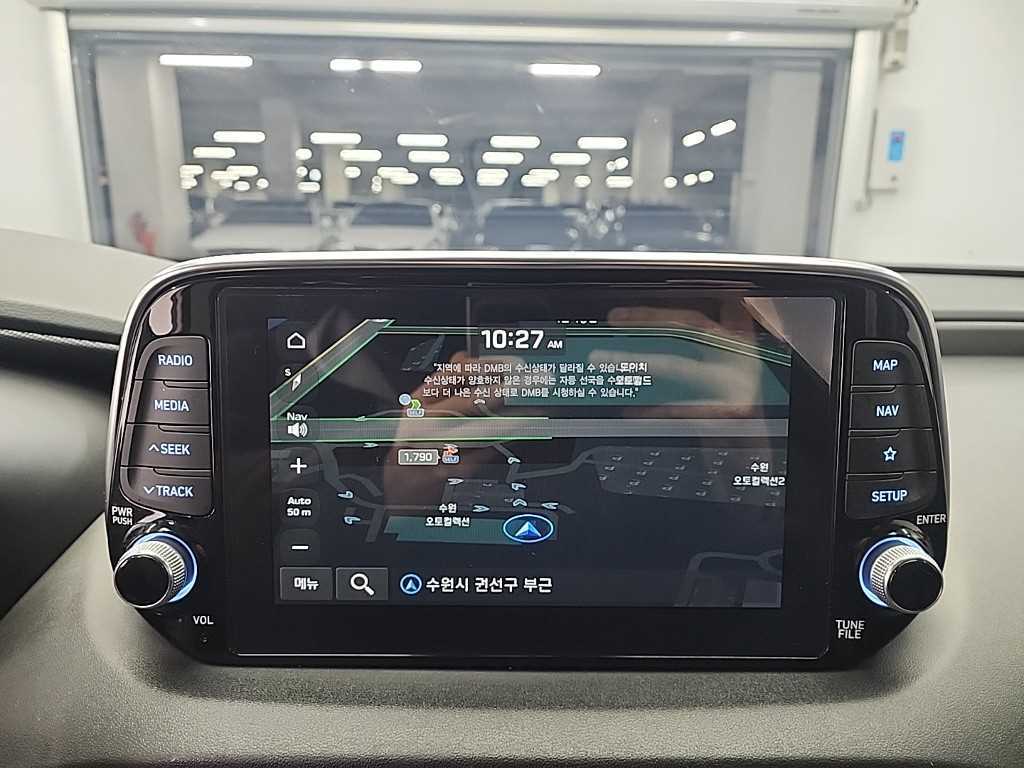 10:27 AM
"지역에 따라 DMB의 수신상태가 달라질 수 있습니
수신상태가 양호하지 않은 경우에는 자동 선국을 수
보다 더 나은 수신 상태로 DMB를 시청하실 수 있습니다."
S
SELF
Nav
1,790
SELF
Auto
50 m
수원
오토컬렉션
수원
오토컬렉션2
메뉴
수원시 권선구 부근
RADIO
MEDIA
SEEK
TRACK
PWR
PUSH
VOL
MAP
NAV
SETUP
ENTER
TUNE
FILE